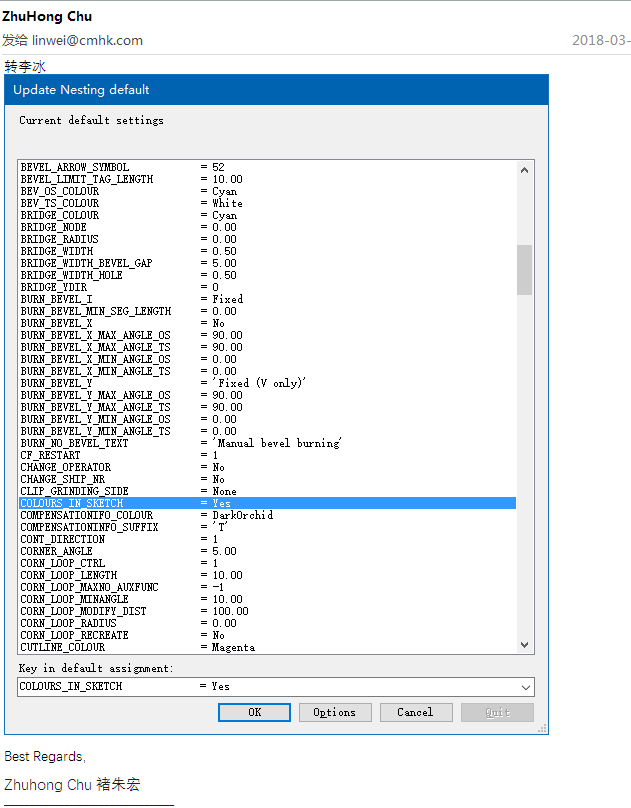 ZhuHong Chu
发给 linwei@cmhk.com 2018-03-
转李冰
Update Nesting default
Current default settings
BEVEL_ARROW_SYMBOL = 52
BEVEL_LIMIT_TAG_LENGTH = 10.00
BEV_OS_COLOUR = Cyan
BEV_TS_COLOUR = White
BRIDGE_COLOUR = Cyan
BRIDGE_NODE = 0.00
BRIDGE_RADIUS = 0.00
BRIDGE_WIDTH = 0.50
BRIDGE_WIDTH_BEVEL_GAP = 5.00
BRIDGE_WIDTH_HOLE = 0.50
BRIDGE_YDIR = 0
BURN_BEVEL_I = Fixed
BURN_BEVEL_MIN_SEG_LENGTH = 0.00
BURN_BEVEL_X = No
BURN_BEVEL_X_MAX_ANGLE_OS = 90.00
BURN_BEVEL_X_MAX_ANGLE_TS = 90.00
BURN_BEVEL_X_MIN_ANGLE_OS = 0.00
BURN_BEVEL_X_MIN_ANGLE_TS = 0.00
BURN_BEVEL_Y = 'Fixed (V only)'
BURN_BEVEL_Y_MAX_ANGLE_OS = 90.00
BURN_BEVEL_Y_MAX_ANGLE_TS = 90.00
BURN_BEVEL_Y_MIN_ANGLE_OS = 0.00
BURN_BEVEL_Y_MIN_ANGLE_TS = 0.00
BURN_NO_BEVEL_TEXT = 'Manual bevel burning'
CF_RESTART = 1
CHANGE_OPERATOR = No
CHANGE_SHIP_NR = No
CLIP_GRINDING_SIDE = None
COLOURS_IN_SKETCH = Yes
COMPENSATIONINFO_COLOUR = DarkOrchid
COMPENSATIONINFO_SUFFIX = 'T'
CONT_DIRECTION = 1
CORNER_ANGLE = 5.00
CORN_LOOP_CTRL = 1
CORN_LOOP_LENGTH = 10.00
CORN_LOOP_MAXNO_AUXFUNC = -1
CORN_LOOP_MINANGLE = 10.00
CORN_LOOP_MODIFY_DIST = 100.00
CORN_LOOP_RADIUS = 0.00
CORN_LOOP_RECREATE = No
CUTLINE_COLOUR = Magenta
Key in default assignment:
COLOURS_IN_SKETCH = Yes
OK Options Cancel Quit
Best Regards,
Zhuhong Chu 褚朱宏